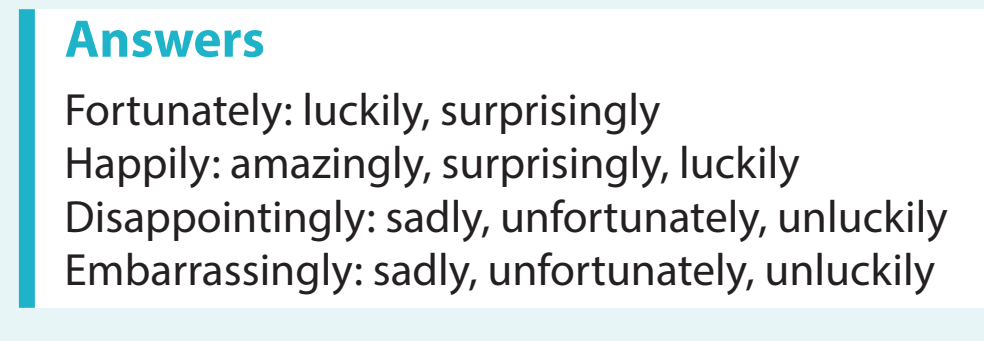 Answers
Fortunately: luckily, surprisingly
Happily: amazingly, surprisingly, luckily
Disappointingly: sadly, unfortunately, unluckily
Embarrassingly: sadly, unfortunately, unluckily